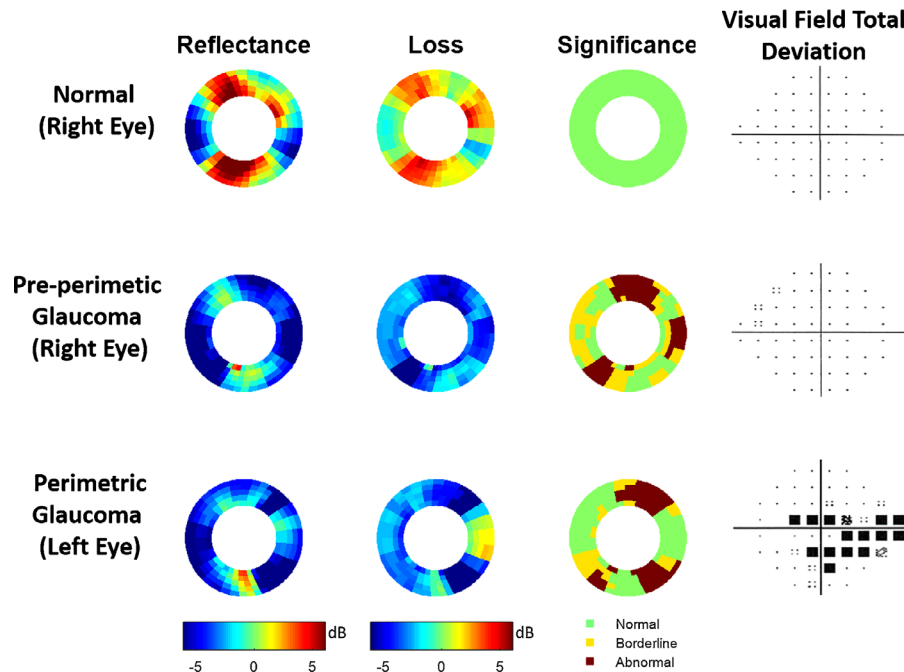 Reflectance
Loss
Significance
Visual Field Total
Deviation
Normal
(Right Eye)
Pre-perimetic
Glaucoma
(Right Eye)
Perimetric
Glaucoma
(Left Eye)
-5 0 5 dB
-5 0 5 dB
Normal
Borderline
Abnormal